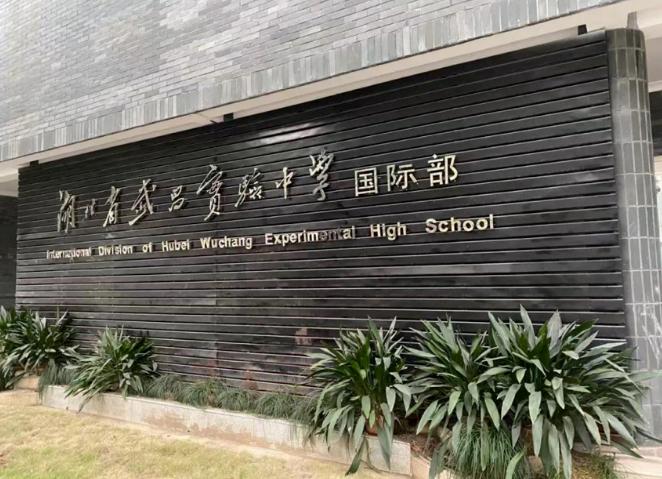 湖北省武昌實驗中學 国际部
International Division of Hubei Wuchang Experimental High School